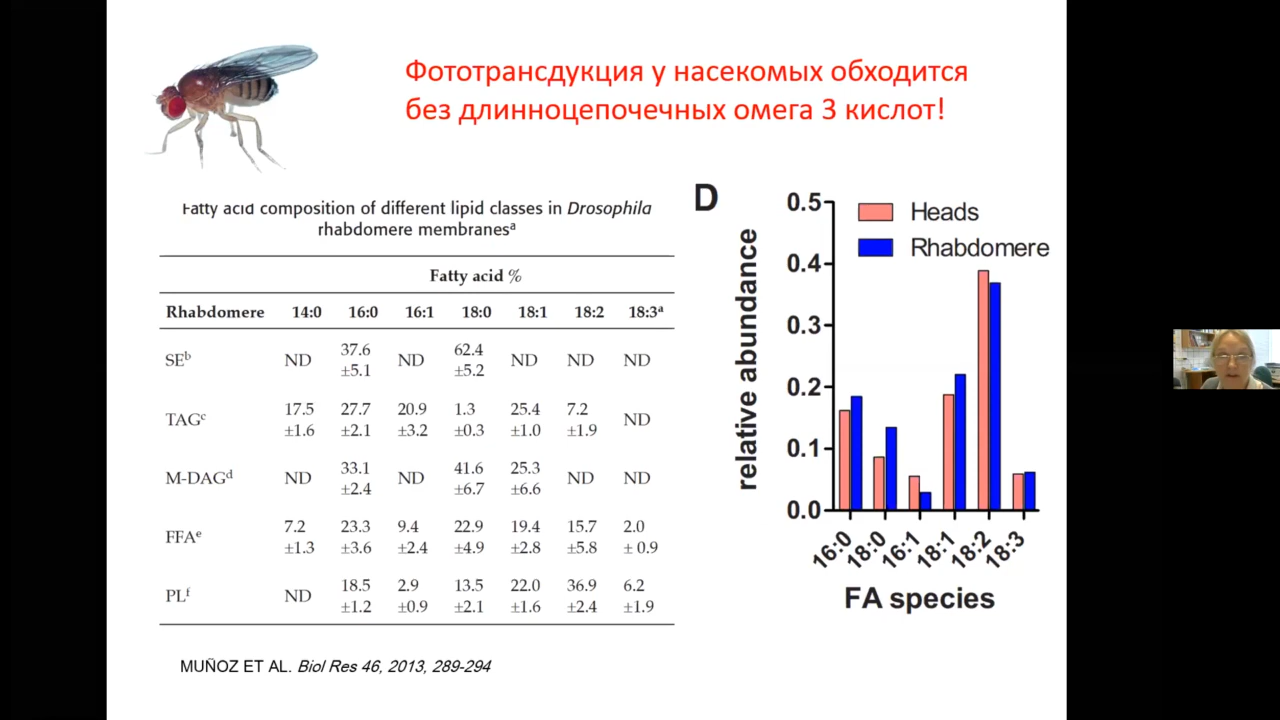 Фототрансдукция у насекомых обходится
без длинноцепочечных омега 3 кислот!
Fatty acid composition of different lipid classes in Drosophila
rhabdomere membranesᵃ
Fatty acid %
Rhabdomere 14:0 16:0 16:1 18:0 18:1 18:2 18:3ᵃ
SEᵇ ND 37.6 ±5.1 ND 62.4 ±5.2 ND ND ND
TAGᶜ 17.5 ±1.6 27.7 ±2.1 20.9 ±3.2 1.3 ±0.3 25.4 ±1.0 7.2 ±1.9 ND
M-DAGᵈ ND 33.1 ±2.4 ND 41.6 ±6.7 25.3 ±6.6 ND ND
FFAᵉ 7.2 ±1.3 23.3 ±3.6 9.4 ±2.4 22.9 ±4.9 19.4 ±2.8 15.7 ±5.8 2.0 ± 0.9
PLᶠ ND 18.5 ±1.2 2.9 ±0.9 13.5 ±2.1 22.0 ±1.6 36.9 ±2.4 6.2 ±1.9
MUÑOZ ET AL. Biol Res 46, 2013, 289-294
D
relative abundance
0.5
0.4
0.3
0.2
0.1
0.0
Heads
Rhabdomere
16:0 18:0 16:1 18:1 18:2 18:3
FA species